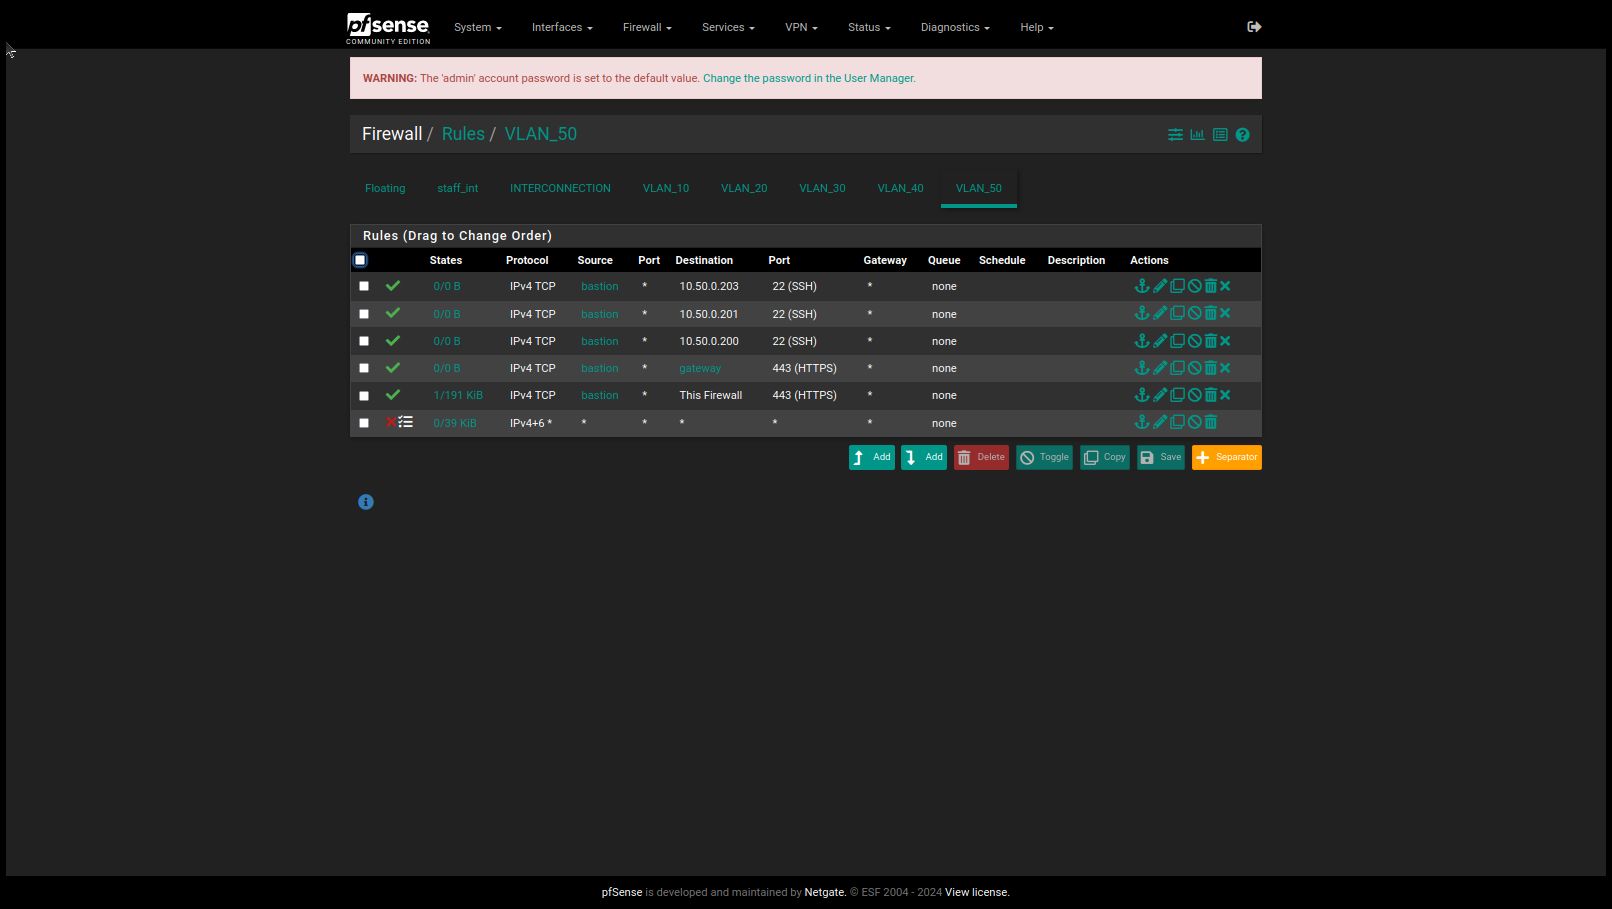 pfsense
COMMUNITY EDITION
System Interfaces Firewall Services VPN Status Diagnostics Help
WARNING: The 'admin' account password is set to the default value. Change the password in the User Manager.
Firewall / Rules / VLAN_50
Floating staff_int INTERCONNECTION VLAN_10 VLAN_20 VLAN_30 VLAN_40 VLAN_50
Rules (Drag to Change Order)
States Protocol Source Port Destination Port Gateway Queue Schedule Description Actions
0/0 B IPv4 TCP bastion * 10.50.0.203 22 (SSH) * none
0/0 B IPv4 TCP bastion * 10.50.0.201 22 (SSH) * none
0/0 B IPv4 TCP bastion * 10.50.0.200 22 (SSH) * none
0/0 B IPv4 TCP bastion * gateway 443 (HTTPS) * none
1/191 KiB IPv4 TCP bastion * This Firewall 443 (HTTPS) * none
0/39 KiB IPv4+6 * * * * * * none
Add Add Delete Toggle Copy Save Separator
pfSense is developed and maintained by Netgate. © ESF 2004 - 2024 View license.